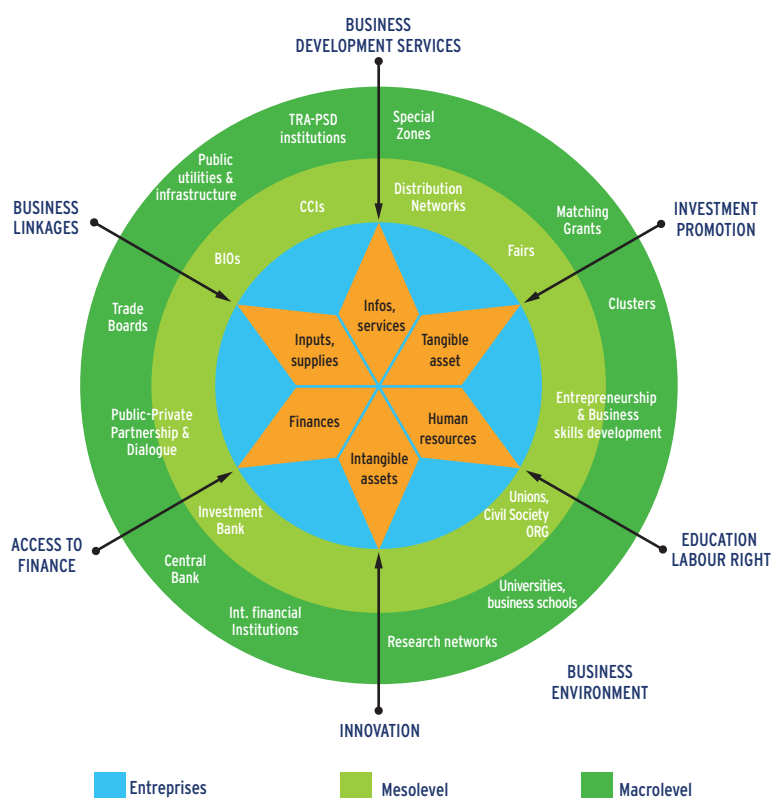 BUSINESS
DEVELOPMENT SERVICES
TRA-PSD
institutions
Special
Zones
Public
utilities &
infrastructure
CCIs
Distribution
Networks
Matching
Grants
BUSINESS
LINKAGES
INVESTMENT
PROMOTION
BIOs
Fairs
Trade
Boards
Clusters
Infos,
services
Inputs,
supplies
Tangible
asset
Public-Private
Partnership &
Dialogue
Finances
Human
resources
Entrepreneurship
& Business
skills development
Intangible
assets
Investment
Bank
Unions,
Civil Society
ORG
ACCESS TO
FINANCE
EDUCATION
LABOUR RIGHT
Central
Bank
Universities,
business schools
Int. financial
Institutions
Research networks
BUSINESS
ENVIRONMENT
INNOVATION
Entreprises
Mesolevel
Macrolevel